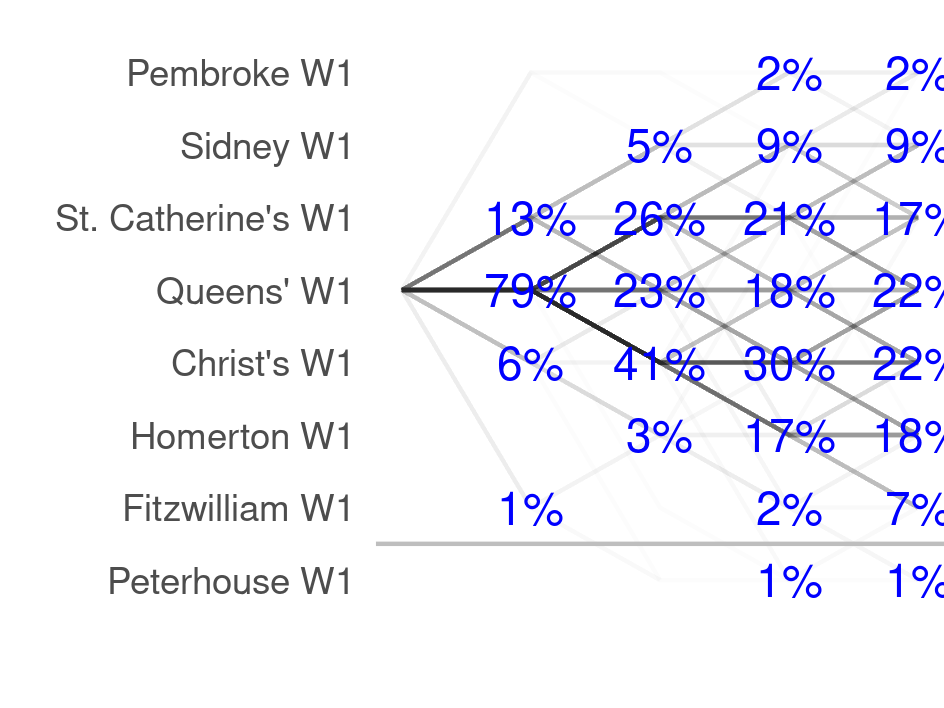 Pembroke W1 2% 2%
Sidney W1 5% 9% 9%
St. Catherine's W1 13% 26% 21% 17%
Queens' W1 79% 23% 18% 22%
Christ's W1 6% 41% 30% 22%
Homerton W1 3% 17% 18%
Fitzwilliam W1 1% 2% 7%
Peterhouse W1 1% 1%